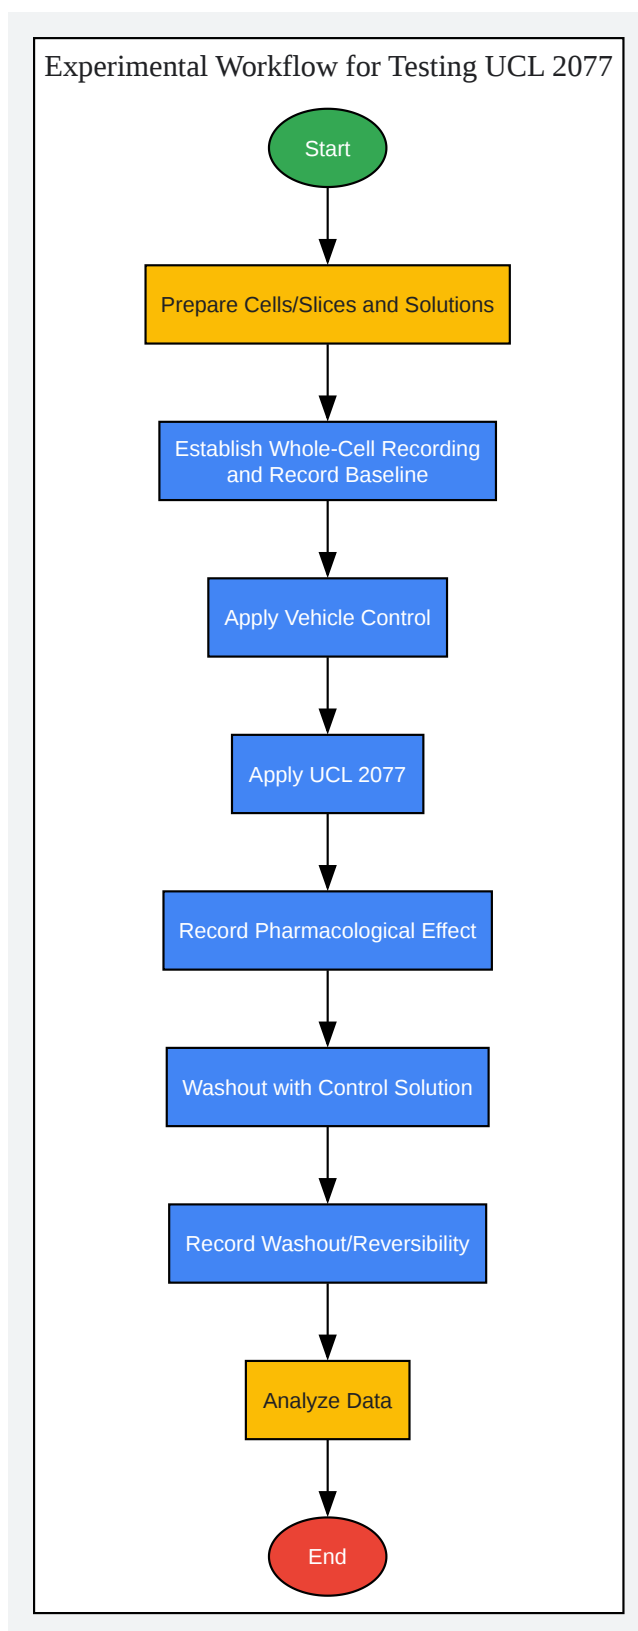 Experimental Workflow for Testing UCL 2077
Start
Prepare Cells/Slices and Solutions
Establish Whole-Cell Recording
and Record Baseline
Apply Vehicle Control
Apply UCL 2077
Record Pharmacological Effect
Washout with Control Solution
Record Washout/Reversibility
Analyze Data
End